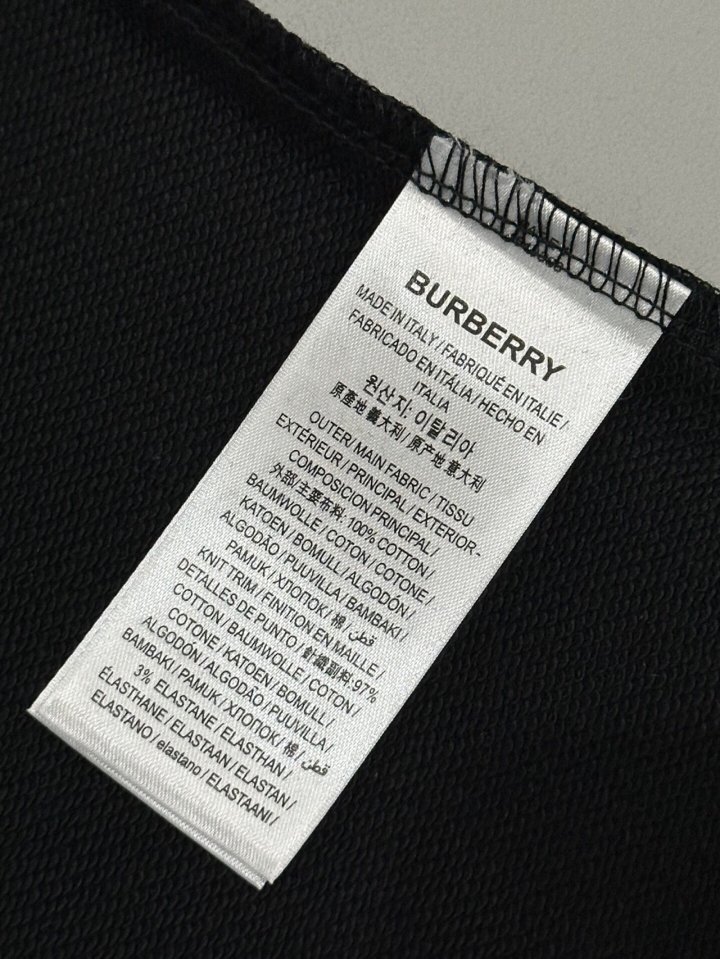 BURBERRY
MADE IN ITALY / FABRIQUÉ EN ITALIE /
FABRICADO EN ITÁLIA / HECHO EN
ITALIA
원산지: 이탈리아
原產地 義大利 / 原产地 意大利
OUTER / MAIN FABRIC / TISSU
EXTÉRIEUR / PRINCIPAL / EXTERIOR -
COMPOSICION PRINCIPAL /
外部/主要布料: 100% COTTON /
BAUMWOLLE / COTON / COTONE /
KATOEN / BOMULL / ALGODÓN /
ALGODÃO / PUUVILLA / BAMBAKI /
PAMUK / ХЛОПОК / 棉 / قطن
KNIT TRIM / FINITION EN MAILLE /
DETALLES DE PUNTO / 針織副料: 97%
COTTON / BAUMWOLLE / COTON /
COTONE / KATOEN / BOMULL /
ALGODÓN / ALGODÃO / PUUVILLA /
BAMBAKI / PAMUK / ХЛОПОК / 棉 / قطن
3% ELASTANE / ELASTHAN /
ÉLASTHANE / ELASTAAN / ELASTAN /
ELASTANO / elastano / ELASTAANI /